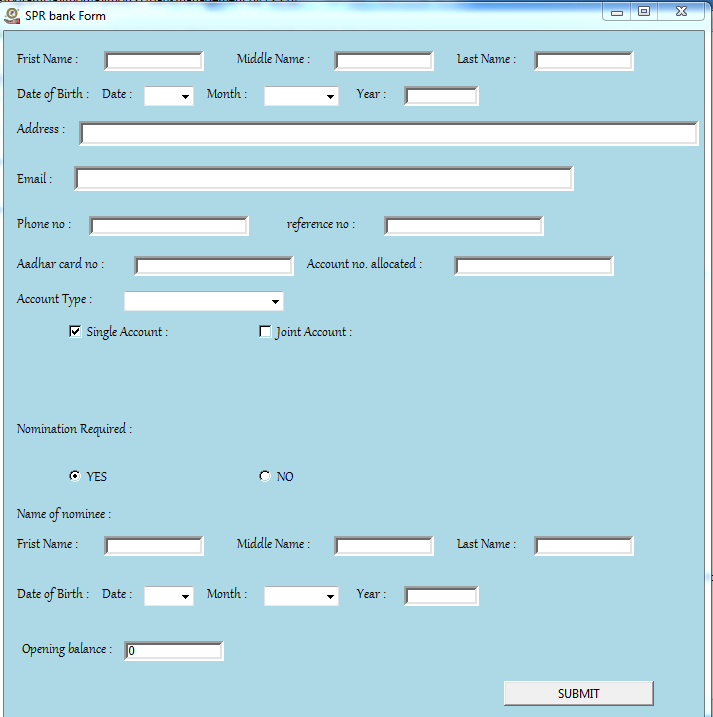 SPR bank Form
Frist Name : Middle Name : Last Name :
Date of Birth : Date : Month : Year :
Address :
Email :
Phone no : reference no :
Aadhar card no : Account no. allocated :
Account Type :
Single Account : Joint Account :
Nomination Required :
YES NO
Name of nominee :
Frist Name : Middle Name : Last Name :
Date of Birth : Date : Month : Year :
Opening balance : 0
SUBMIT